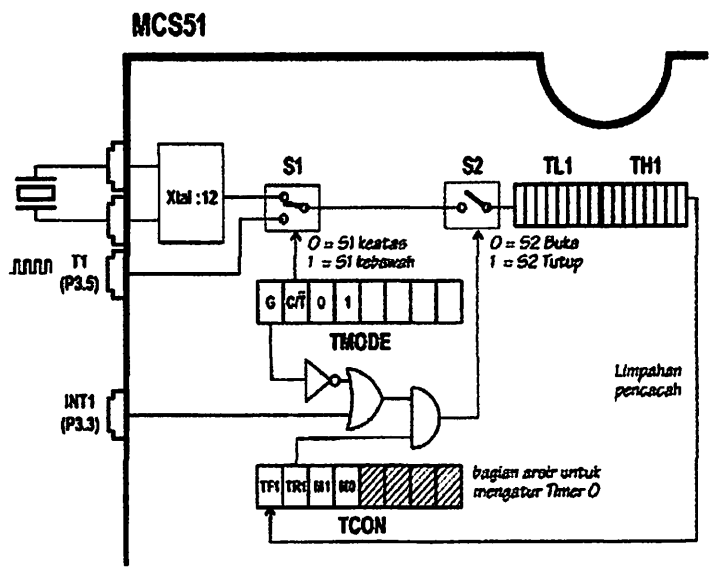 MCS51
Xtal :12
S1
S2
TL1
TH1
T1
(P3.5)
0 = S1 keatas
1 = S1 kebawah
0 = S2 Buka
1 = S2 Tutup
G C/T̅ 0 1
TMODE
Limpahan
pencacah
INT1
(P3.3)
TF1 TR1
bagian arsir untuk
mengatur Timer 0
TCON